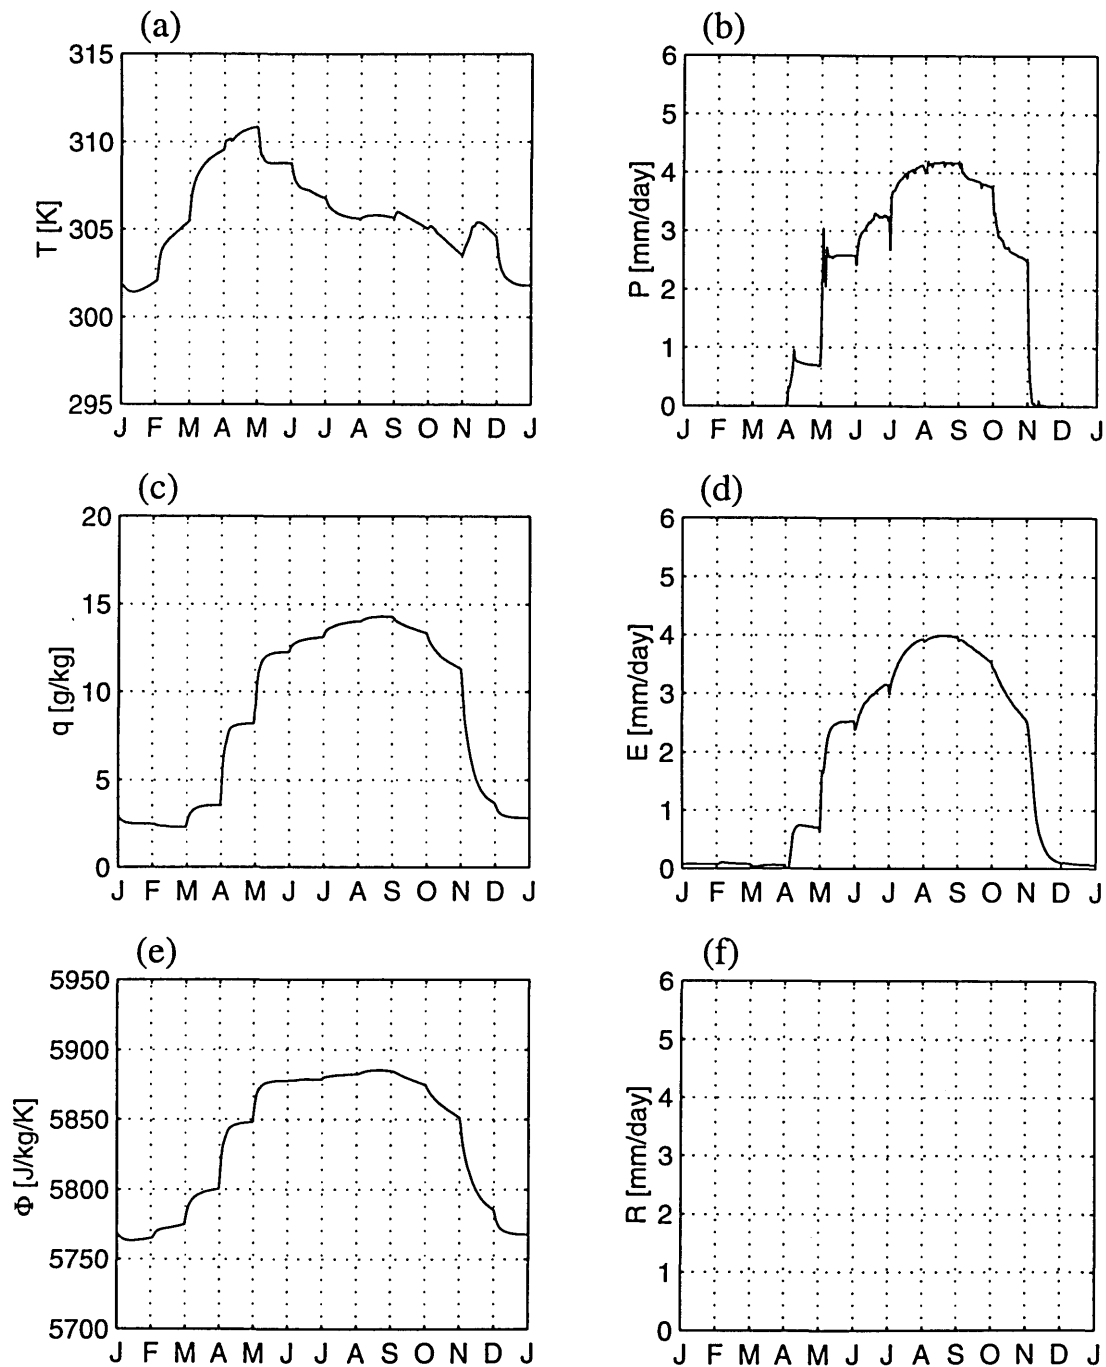 (a)
315
310
305
300
295
T [K]
J F M A M J J A S O N D J
(b)
6
5
4
3
2
1
0
P [mm/day]
J F M A M J J A S O N D J
(c)
20
15
10
5
0
q [g/kg]
J F M A M J J A S O N D J
(d)
6
5
4
3
2
1
0
E [mm/day]
J F M A M J J A S O N D J
(e)
5950
5900
5850
5800
5750
5700
Φ [J/kg/K]
J F M A M J J A S O N D J
(f)
6
5
4
3
2
1
0
R [mm/day]
J F M A M J J A S O N D J